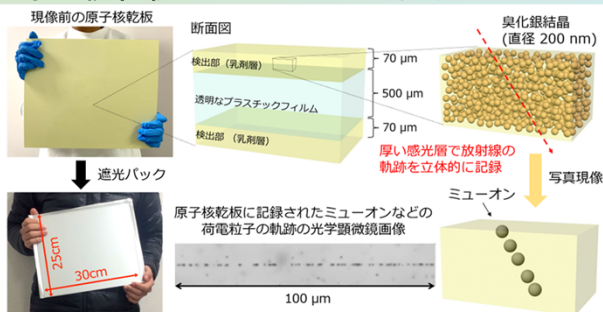 現像前の原子核乾板
断面図
臭化銀結晶
(直径 200 nm)
検出部（乳剤層）
70 μm
透明なプラスチックフィルム
500 μm
検出部 （乳剤層）
70 μm
厚い感光層で放射線の
軌跡を立体的に記録
遮光パック
写真現像
ミューオン
原子核乾板に記録されたミューオンなどの
荷電粒子の軌跡の光学顕微鏡画像
25cm
30cm
100 μm